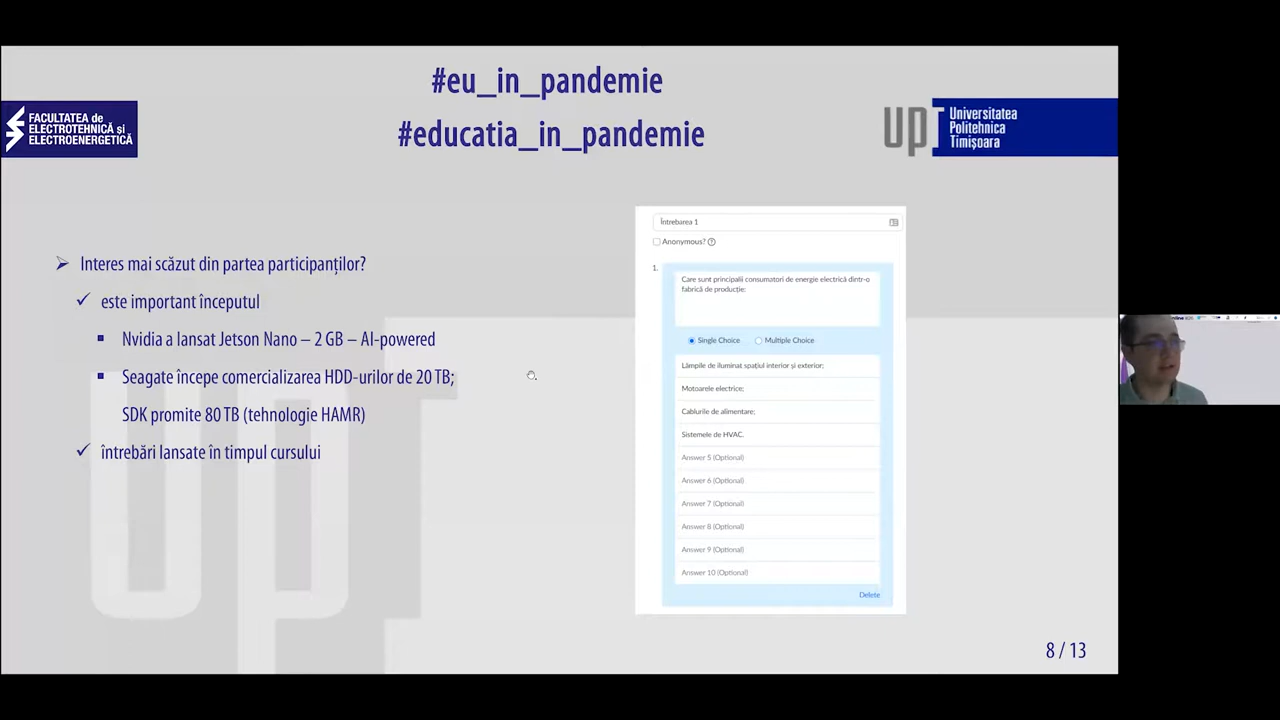 #eu_in_pandemie
#educatia_in_pandemie
FACULTATEA de
ELECTROTEHNICĂ și
ELECTROENERGETICĂ
upt
Universitatea
Politehnica
Timișoara
Interes mai scăzut din partea participanților?
este important începutul
Nvidia a lansat Jetson Nano – 2 GB – AI-powered
Seagate începe comercializarea HDD-urilor de 20 TB;
SDK promite 80 TB (tehnologie HAMR)
întrebări lansate în timpul cursului
Întrebarea 1
Anonymous?
1.
Care sunt principalii consumatori de energie electrică dintr-o
fabrică de producție:
Single Choice Multiple Choice
Lămpile de iluminat spațiul interior și exterior;
Motoarele electrice;
Cablurile de alimentare;
Sistemele de HVAC.
Answer 5 (Optional)
Answer 6 (Optional)
Answer 7 (Optional)
Answer 8 (Optional)
Answer 9 (Optional)
Answer 10 (Optional)
Delete
8 / 13